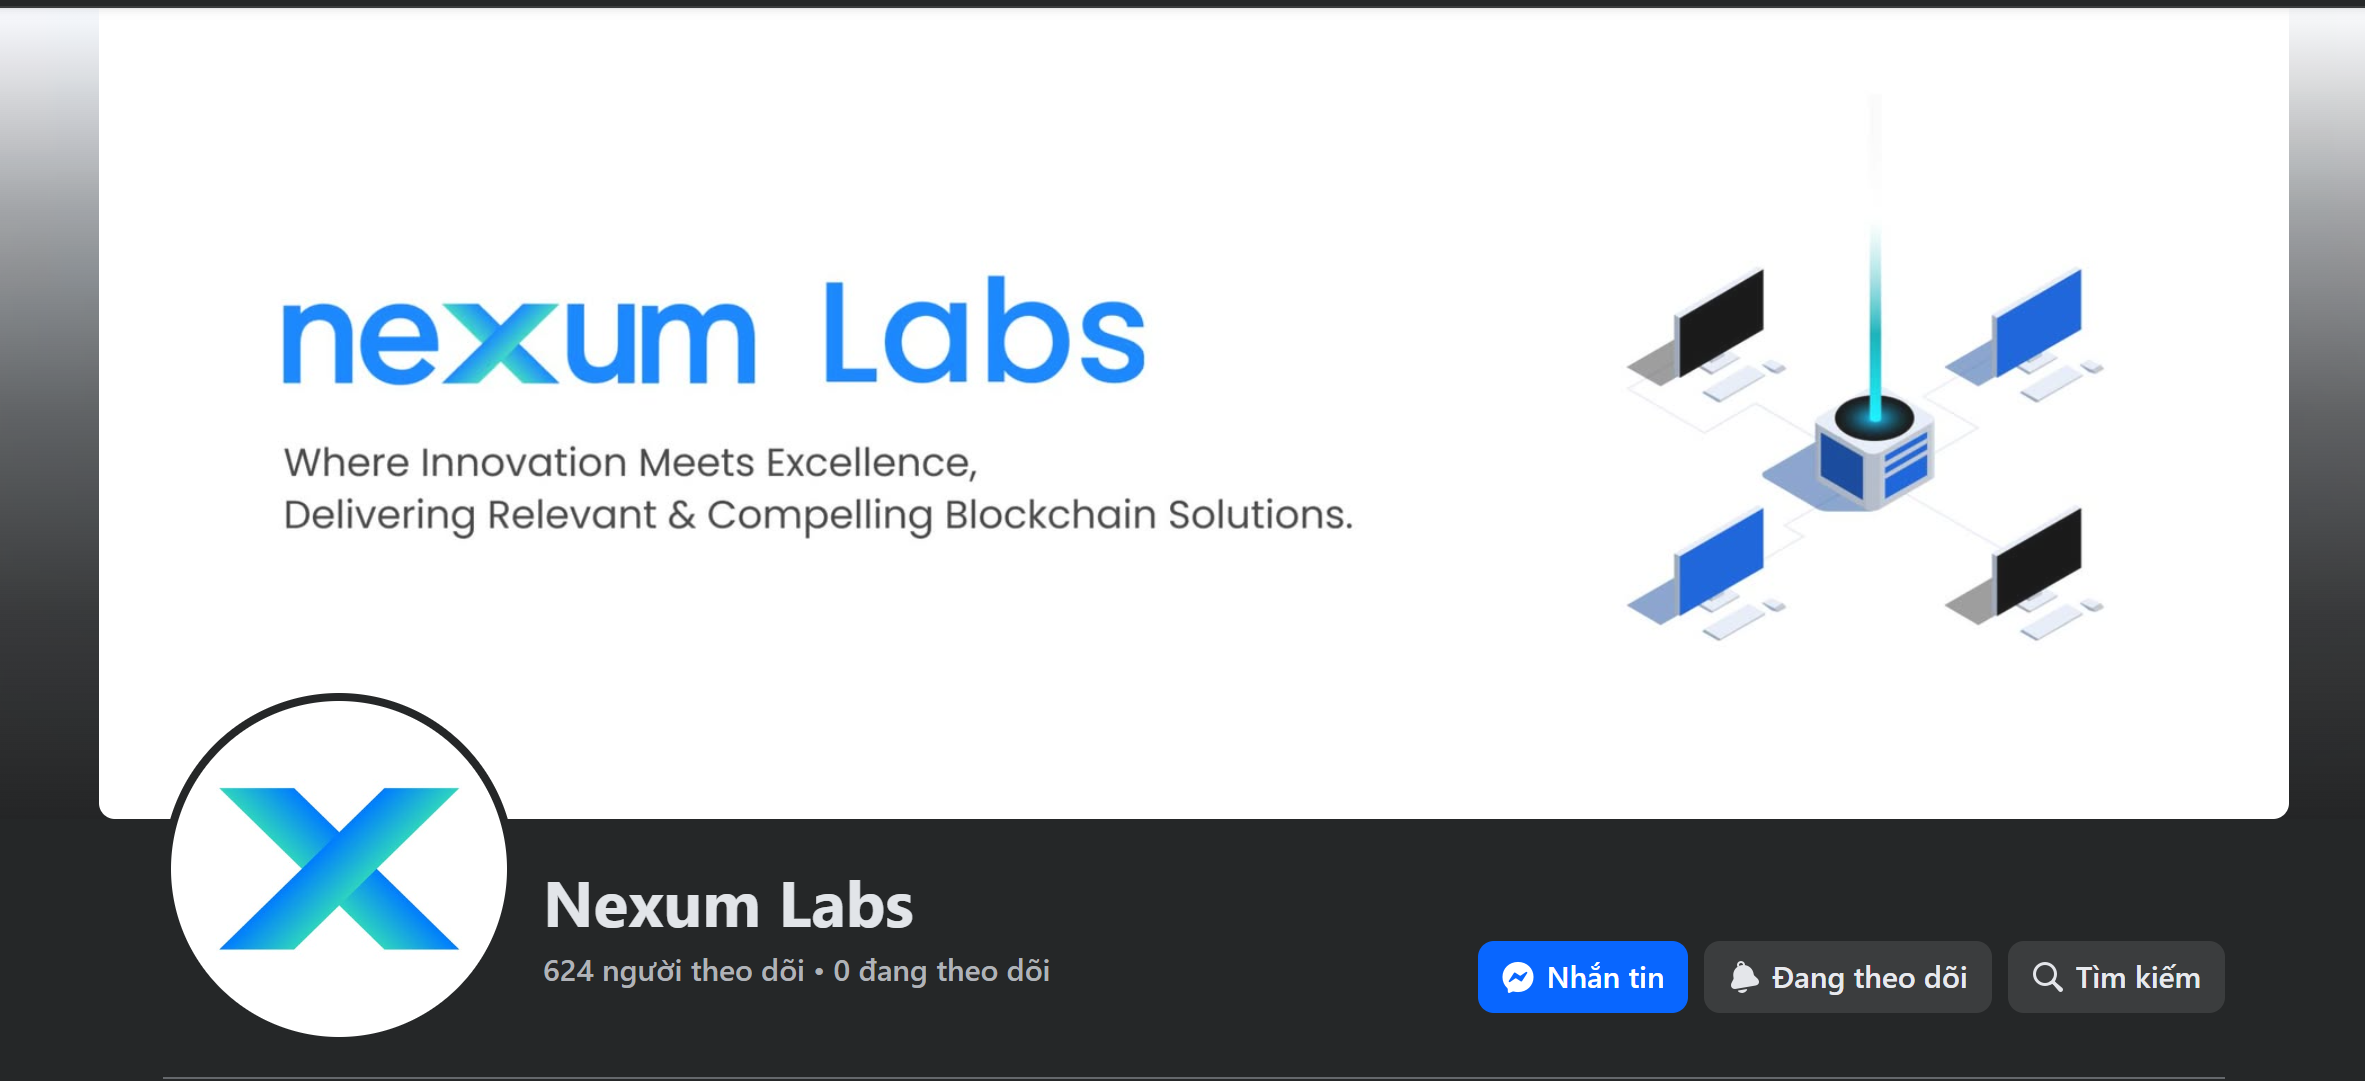 nexum Labs
Where Innovation Meets Excellence,
Delivering Relevant & Compelling Blockchain Solutions.
Nexum Labs
624 người theo dõi • 0 đang theo dõi
Nhắn tin
Đang theo dõi
Tìm kiếm